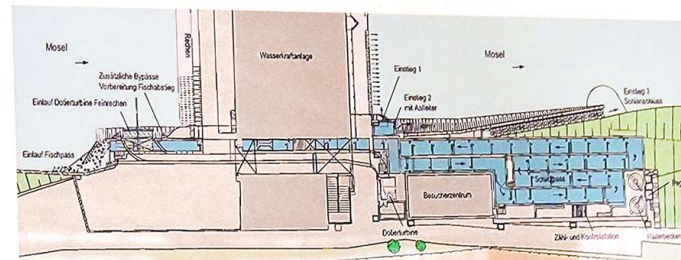 Mosel
Rechen
Wasserkraftanlage
Mosel
Zusätzliche Bypässe
Vorbereitung Fischabstieg
Einlauf Dotierturbine Feinrechen
Einlauf Fischpass
Einstieg 1
Einstieg 2
mit Aalleiter
Einstieg 3
Schlitzpass
Besucherzentrum
Dotierturbine
Zähl- und Kontrollstation